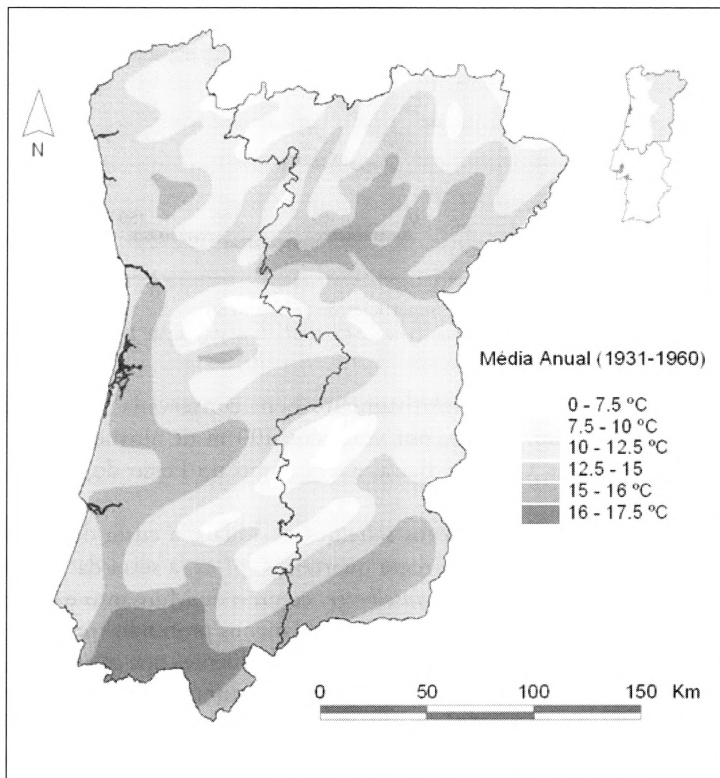 N
Média Anual (1931-1960)
0 - 7.5 ºC
7.5 - 10 ºC
10 - 12.5 ºC
12.5 - 15
15 - 16 ºC
16 - 17.5 ºC
0 50 100 150 Km